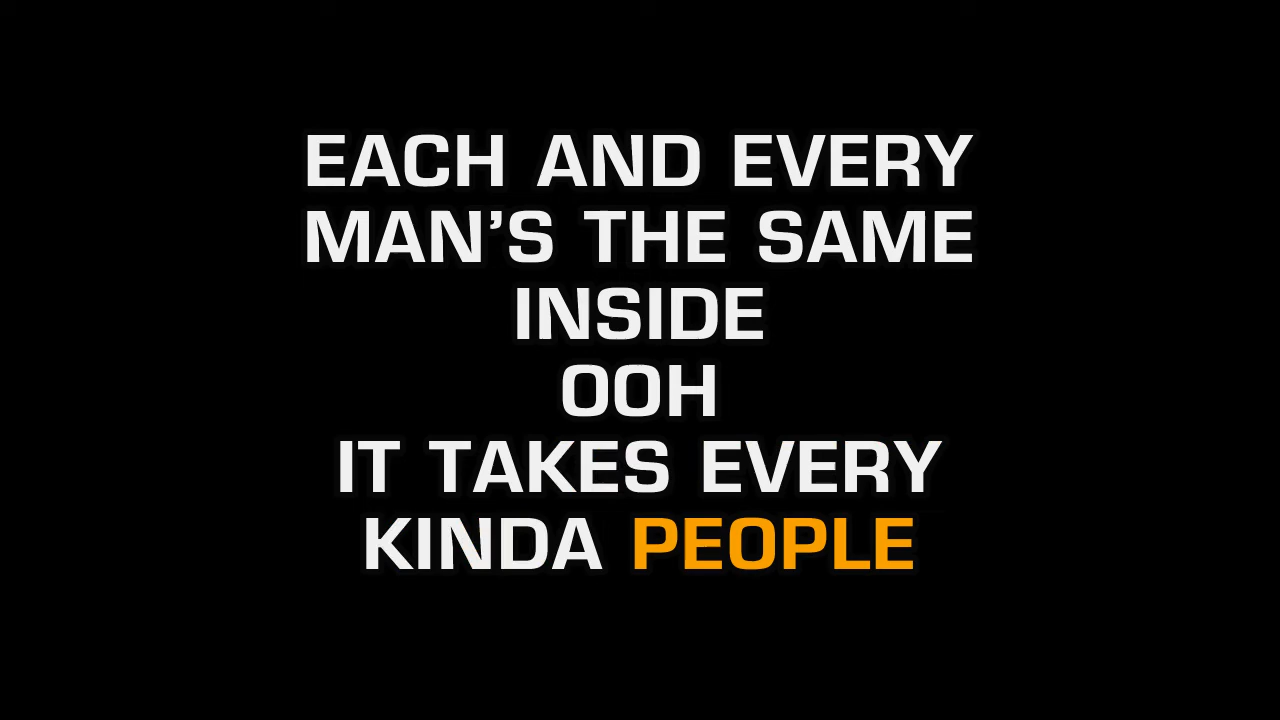 EACH AND EVERY
MAN’S THE SAME
INSIDE
OOH
IT TAKES EVERY
KINDA PEOPLE